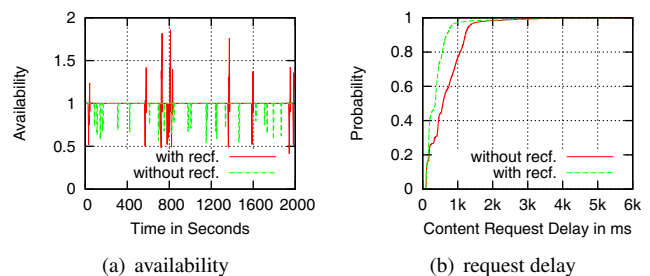 2
1.5
1
0.5
0
Availability
with recf.
without recf.
0 400 800 1200 1600 2000
Time in Seconds
(a) availability
1
0.8
0.6
0.4
0.2
0
Probability
without recf.
with recf.
0 1k 2k 3k 4k 5k 6k
Content Request Delay in ms
(b) request delay